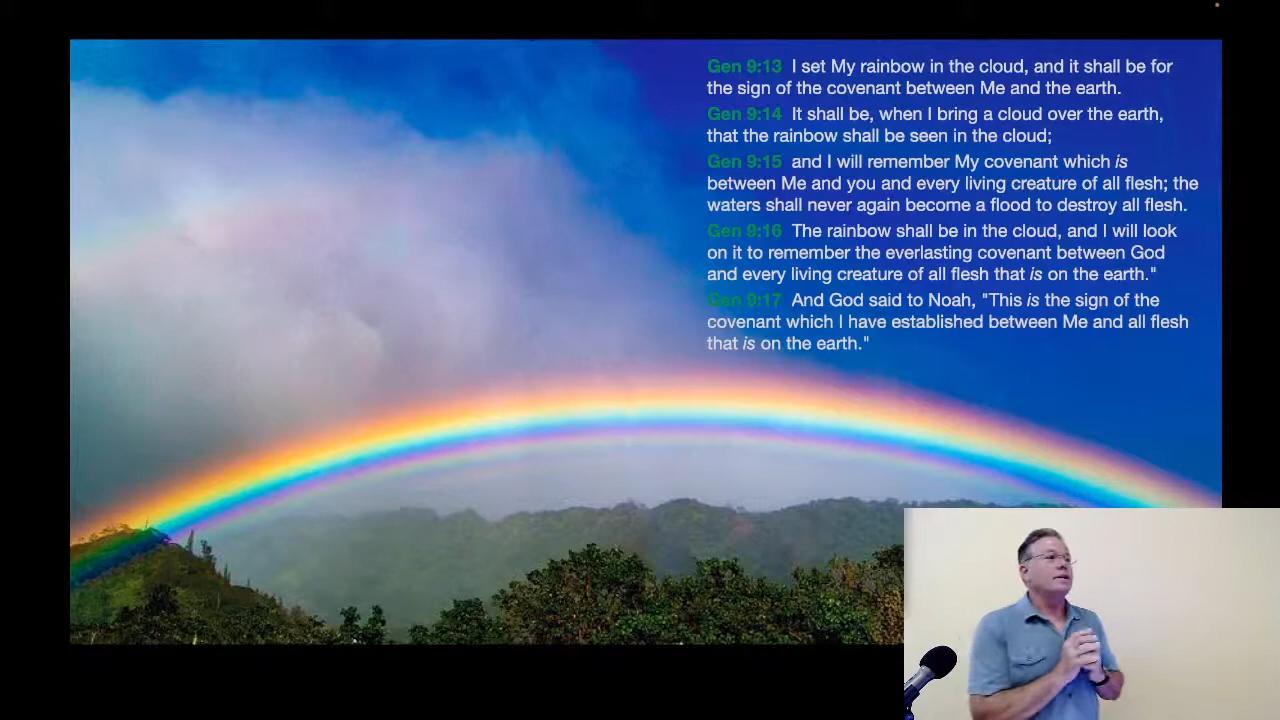 Gen 9:13 I set My rainbow in the cloud, and it shall be for
the sign of the covenant between Me and the earth.
Gen 9:14 It shall be, when I bring a cloud over the earth,
that the rainbow shall be seen in the cloud;
Gen 9:15 and I will remember My covenant which is
between Me and you and every living creature of all flesh; the
waters shall never again become a flood to destroy all flesh.
Gen 9:16 The rainbow shall be in the cloud, and I will look
on it to remember the everlasting covenant between God
and every living creature of all flesh that is on the earth."
Gen 9:17 And God said to Noah, "This is the sign of the
covenant which I have established between Me and all flesh
that is on the earth."